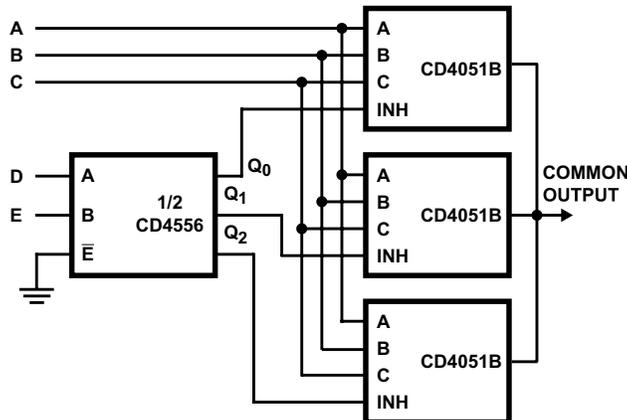 A
B
C
A
B
C
INH
CD4051B
D
E
A
B
E̅
1/2
CD4556
Q0
Q1
Q2
A
B
C
INH
CD4051B
COMMON
OUTPUT
A
B
C
INH
CD4051B